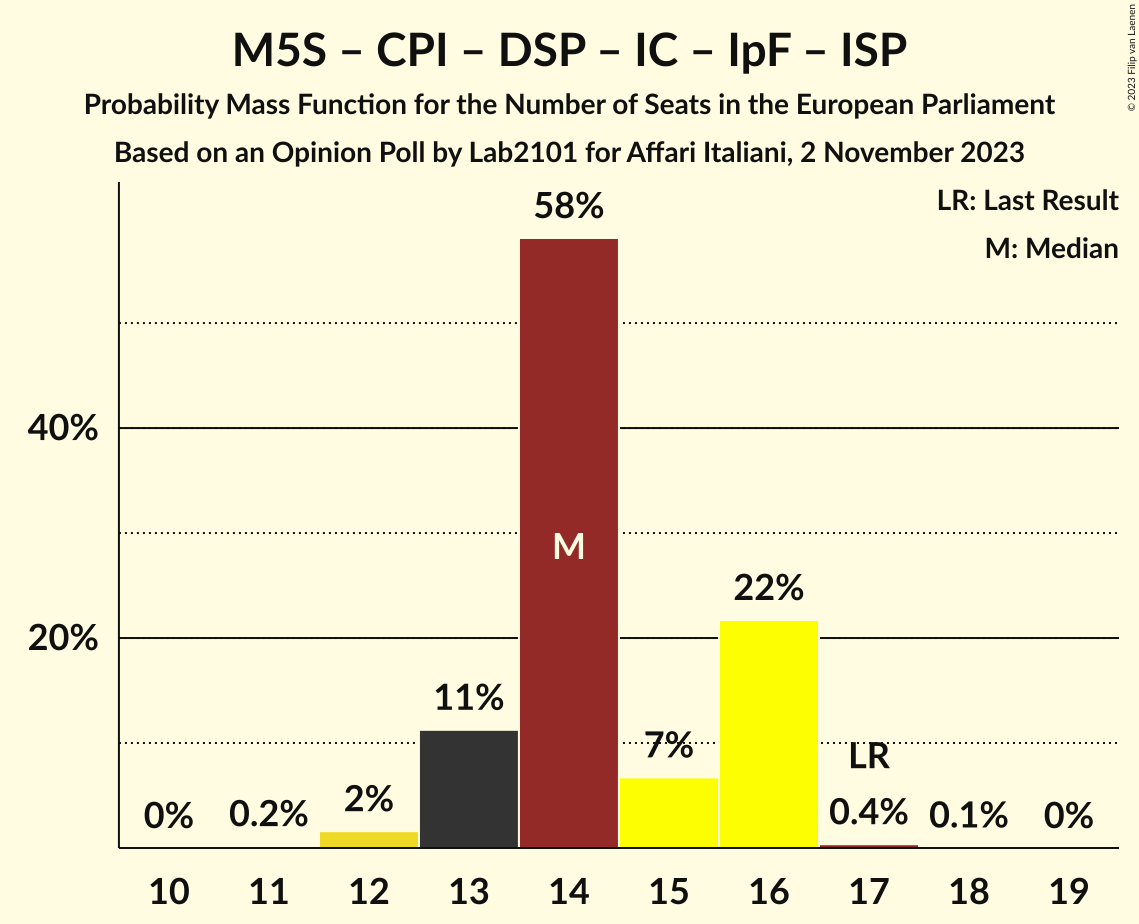 M5S – CPI – DSP – IC – IpF – ISP
Probability Mass Function for the Number of Seats in the European Parliament
Based on an Opinion Poll by Lab2101 for Affari Italiani, 2 November 2023
© 2023 Filip van Laenen
LR: Last Result
M: Median
40%
20%
0%
0.2%
2%
11%
58%
M
7%
22%
LR
0.4%
0.1%
0%
10 11 12 13 14 15 16 17 18 19